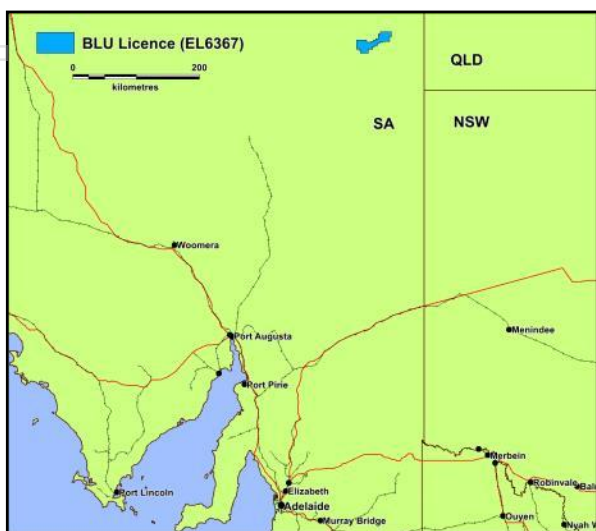 BLU Licence (EL6367)
0 200
kilometres
QLD
SA
NSW
Woomera
Port Augusta
Menindee
Port Pirie
Merbein
Robinvale
Port Lincoln
Elizabeth
Adelaide
Ouyen
Murray Bridge